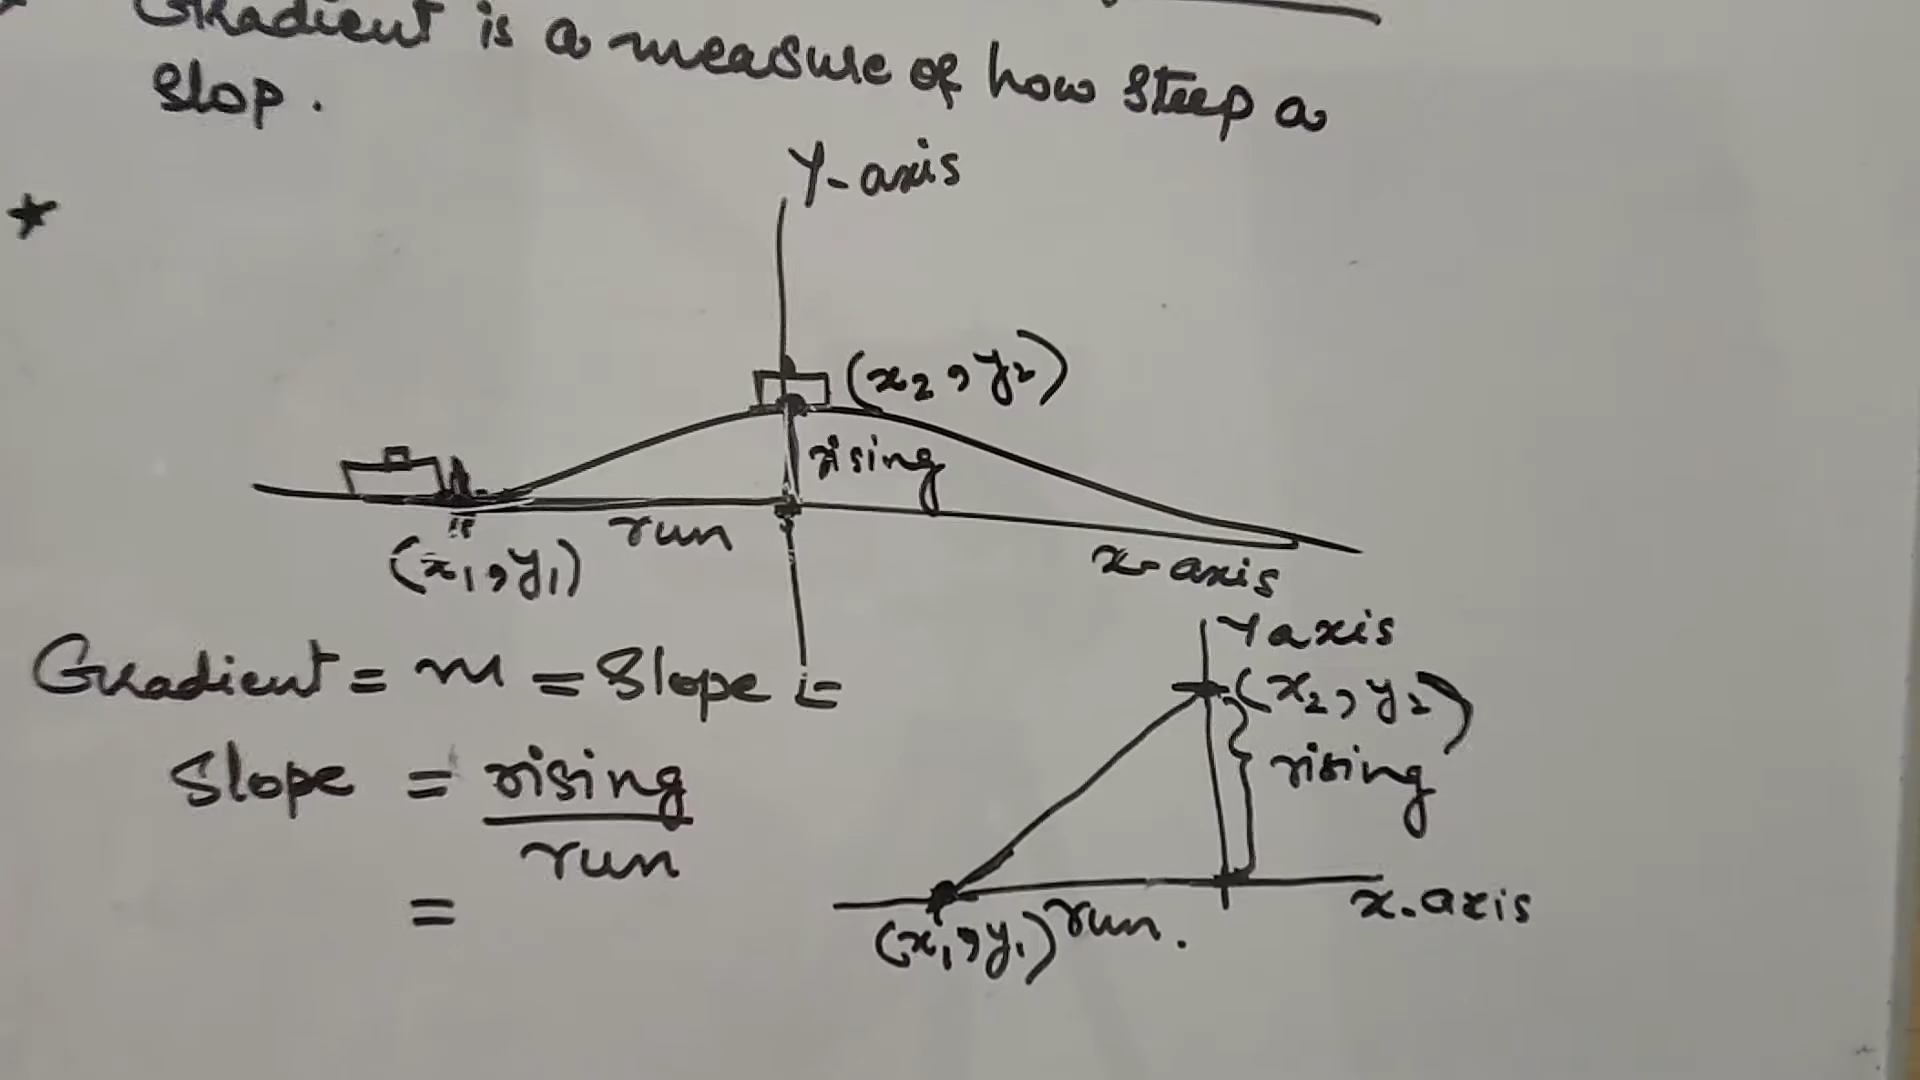 Gradient is a measure of how steep a
slop.
Y-axis
(x₂, y₂)
rising
run
(x₁, y₁)
x-axis
Gradient = m = Slope =
Slope = rising
run
=
Y axis
(x₂, y₂)
rising
x-axis
(x₁, y₁) run.